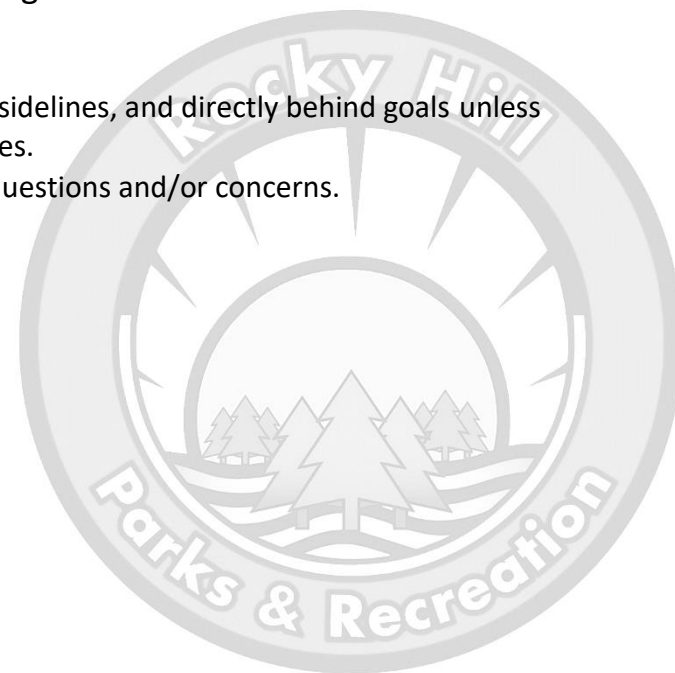 g
sidelines, and directly behind goals unless
es.
uestions and/or concerns.
Rocky Hill
Parks & Recreation